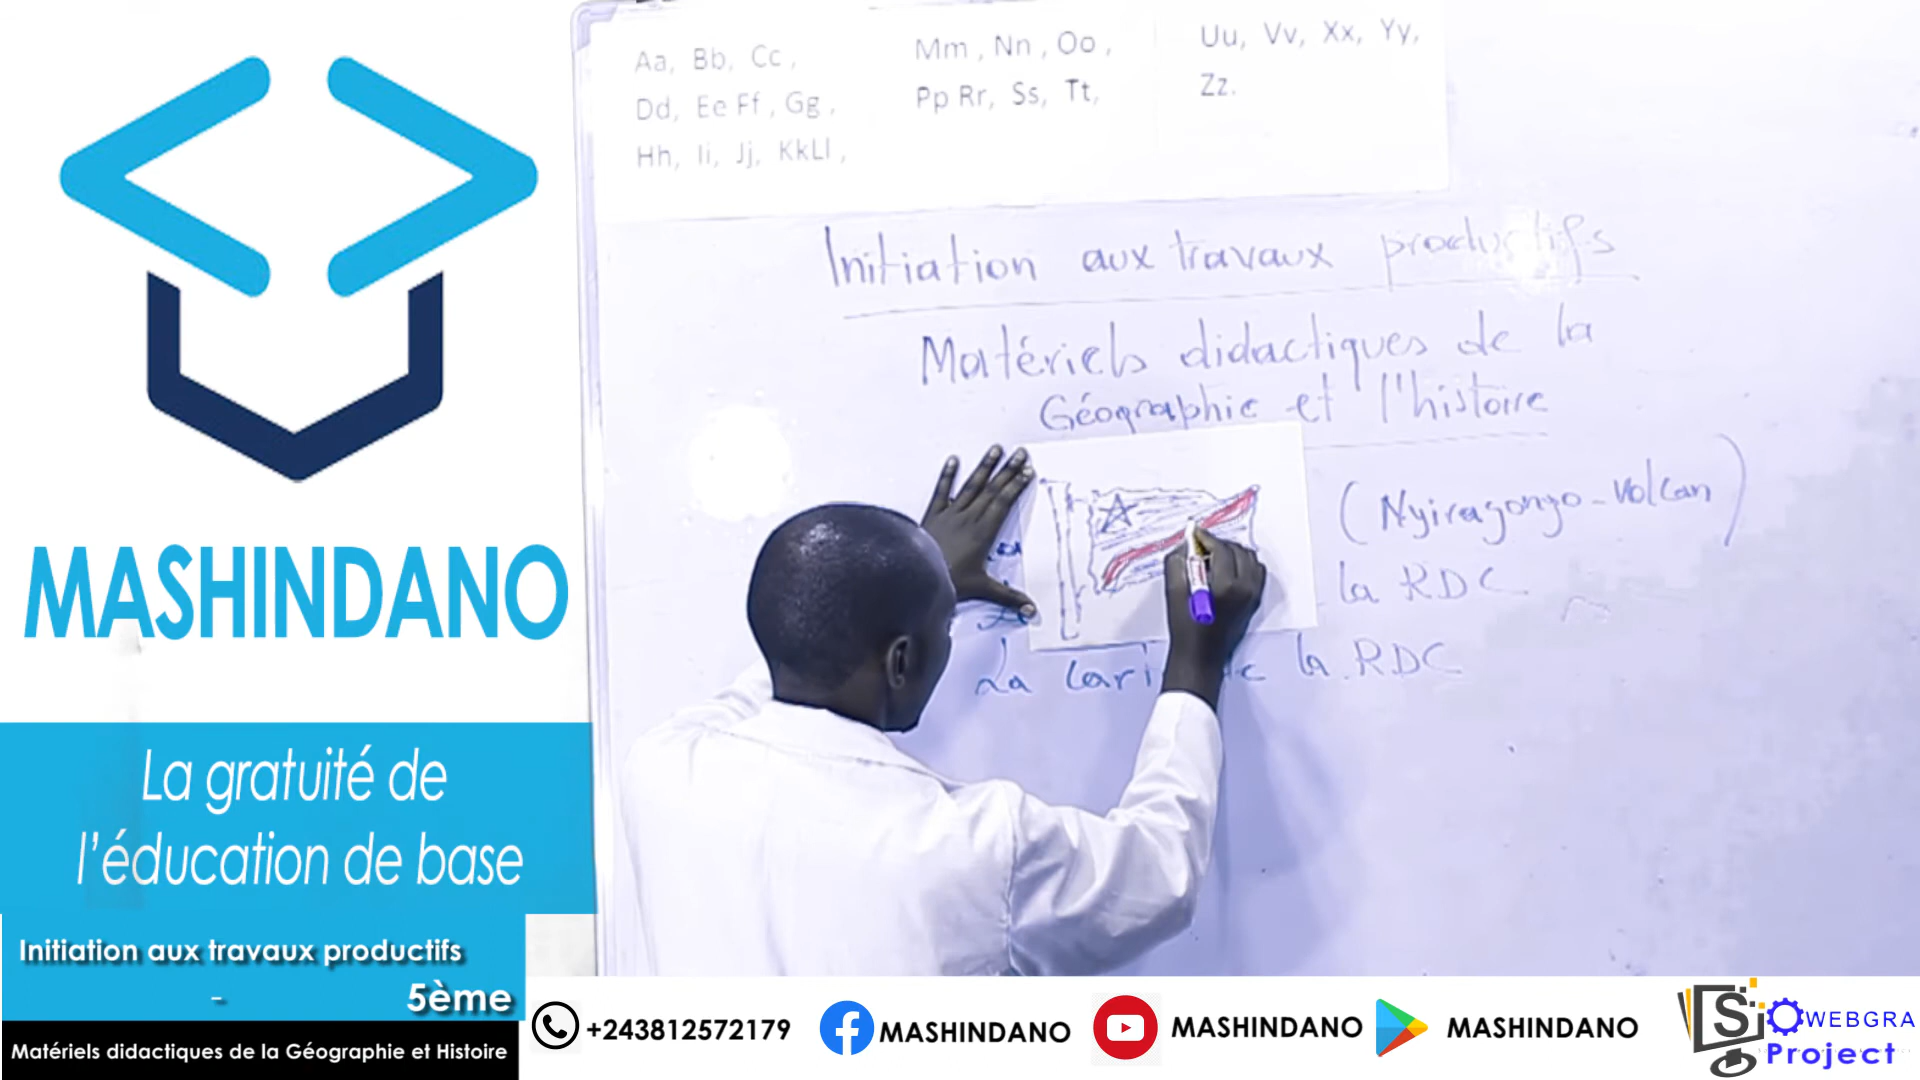 Aa, Bb, Cc ,
Dd, Ee Ff , Gg ,
Hh, Ii, Jj, KkLl ,
Mm , Nn , Oo ,
Pp Rr, Ss, Tt,
Uu, Vv, Xx, Yy,
Zz.
Initiation aux travaux productifs
Matériels didactiques de la
Géographie et l'histoire
(Nyiragongo-volcan)
la RDC
La la RDC
MASHINDANO
La gratuité de
l'éducation de base
Initiation aux travaux productifs
-
5ème
Matériels didactiques de la Géographie et Histoire
+243812572179
MASHINDANO
MASHINDANO
MASHINDANO
WEBGRA
Project